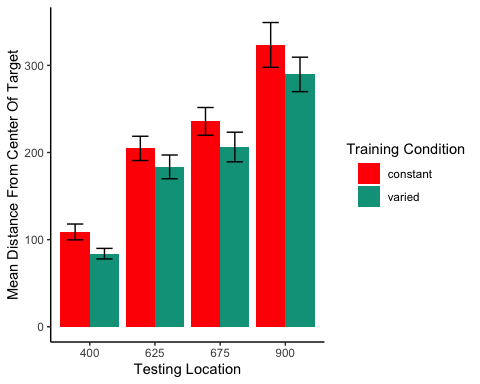 Mean Distance From Center Of Target
300
200
100
0
400 625 675 900
Testing Location
Training Condition
constant
varied